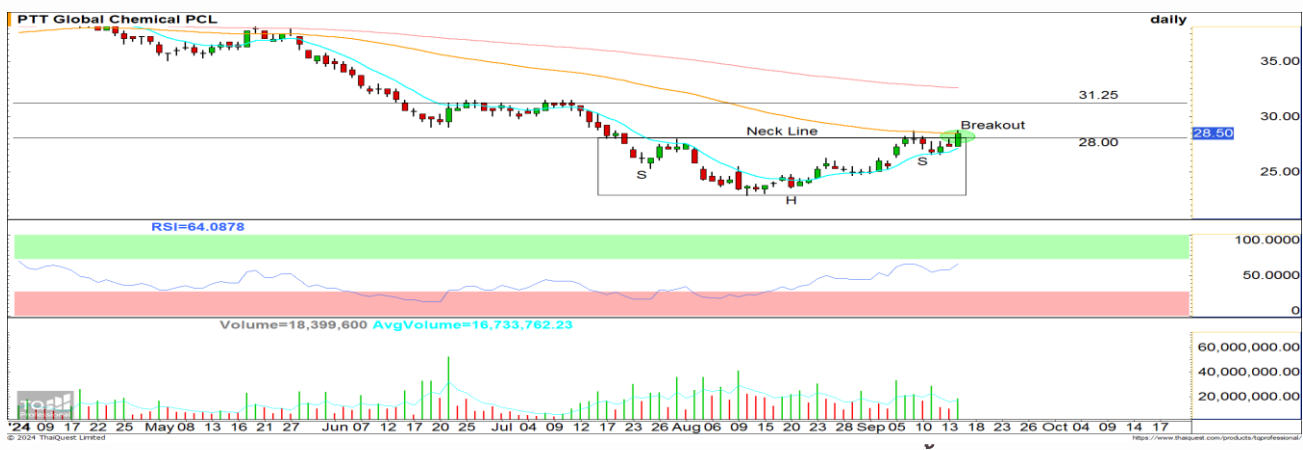 PTT Global Chemical PCL daily
35.00
31.25
30.00
Neck Line
Breakout
28.50
28.00
S
S
25.00
H
RSI=64.0878
100.0000
50.0000
0
Volume=18,399,600 AvgVolume=16,733,762.23
60,000,000.00
40,000,000.00
20,000,000.00
TQ
'24 09 17 22 25 May 08 13 16 21 27 Jun 07 12 17 20 25 Jul 04 09 12 17 23 26 Aug 06 09 15 20 23 28 Sep 05 10 13 18 23 26 Oct 04 09 14 17
© 2024 ThaiQuest Limited
https://www.thaiquest.com/products/tqprofessional/